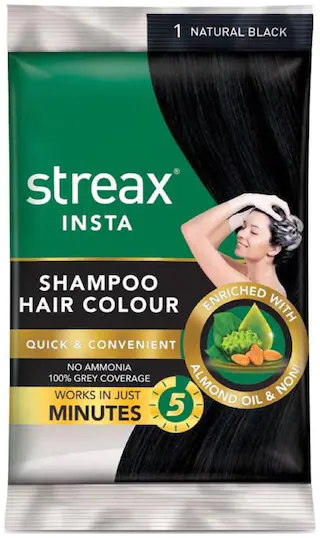 1 NATURAL BLACK
streax®
INSTA
SHAMPOO
HAIR COLOUR
QUICK & CONVENIENT
NO AMMONIA
100% GREY COVERAGE
WORKS IN JUST
MINUTES 5
ENRICHED WITH
ALMOND OIL & NONI